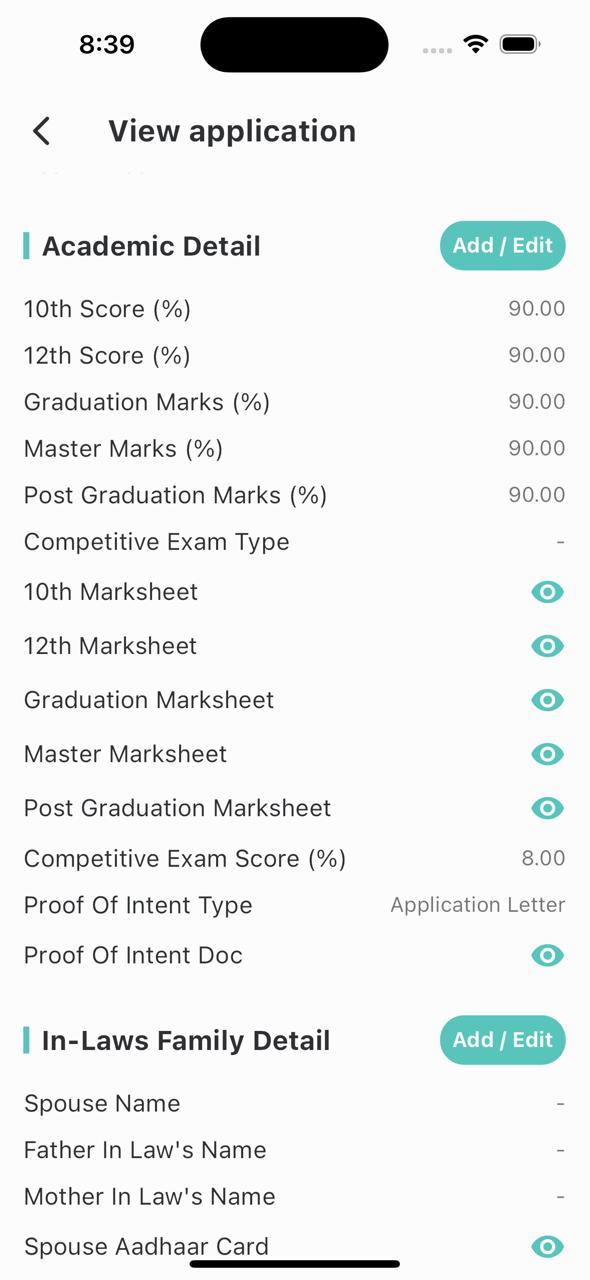 8:39
View application
Academic Detail Add / Edit
10th Score (%) 90.00
12th Score (%) 90.00
Graduation Marks (%) 90.00
Master Marks (%) 90.00
Post Graduation Marks (%) 90.00
Competitive Exam Type -
10th Marksheet
12th Marksheet
Graduation Marksheet
Master Marksheet
Post Graduation Marksheet
Competitive Exam Score (%) 8.00
Proof Of Intent Type Application Letter
Proof Of Intent Doc
In-Laws Family Detail Add / Edit
Spouse Name -
Father In Law's Name -
Mother In Law's Name -
Spouse Aadhaar Card